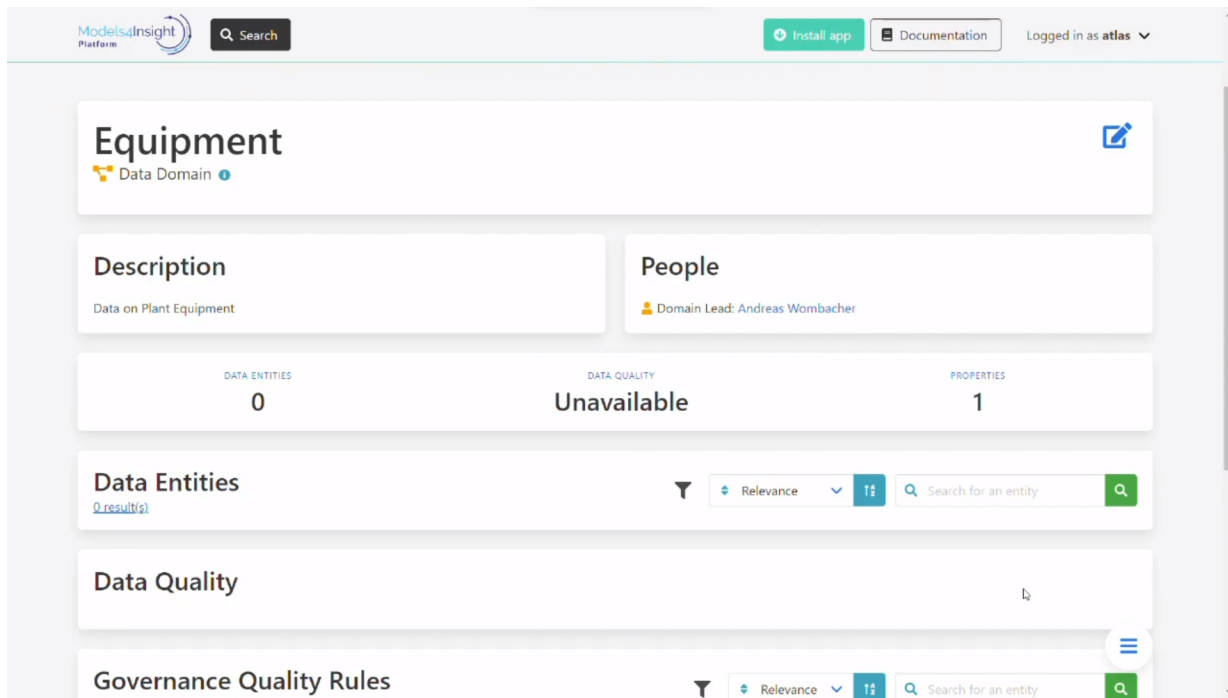 Models4Insight
Platform
Search
Install app
Documentation
Logged in as atlas
Equipment
Data Domain
Description
Data on Plant Equipment
People
Domain Lead: Andreas Wombacher
DATA ENTITIES
0
DATA QUALITY
Unavailable
PROPERTIES
1
Data Entities
0 result(s)
Relevance
Search for an entity
Data Quality
Governance Quality Rules
Relevance
Search for an entity